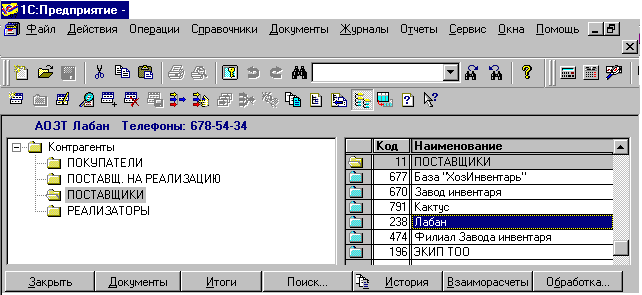 1С:Предприятие -
Файл Действия Операции Справочники Документы Журналы Отчеты Сервис Окна Помощь
АОЗТ Лабан Телефоны: 678-54-34
Контрагенты
ПОКУПАТЕЛИ
ПОСТАВЩ. НА РЕАЛИЗАЦИЮ
ПОСТАВЩИКИ
РЕАЛИЗАТОРЫ
Код Наименование
11 ПОСТАВЩИКИ
677 База "ХозИнвентарь"
670 Завод инвентаря
791 Кактус
238 Лабан
474 Филиал Завода инвентаря
196 ЭКИП ТОО
Закрыть Документы Итоги Поиск... История Взаиморасчеты Обработка...